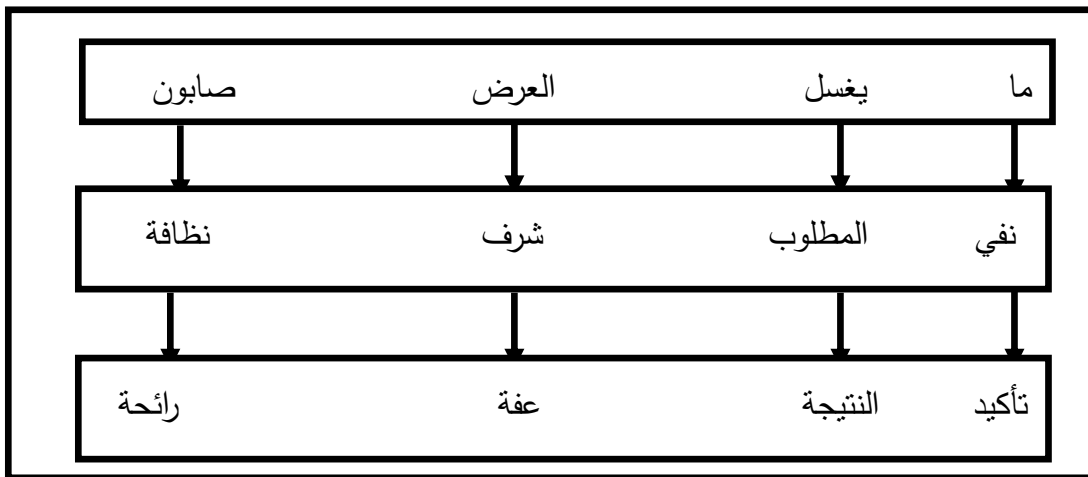 ما يغسل العرض صابون
نفي المطلوب شرف نظافة
تأكيد النتيجة عفة رائحة